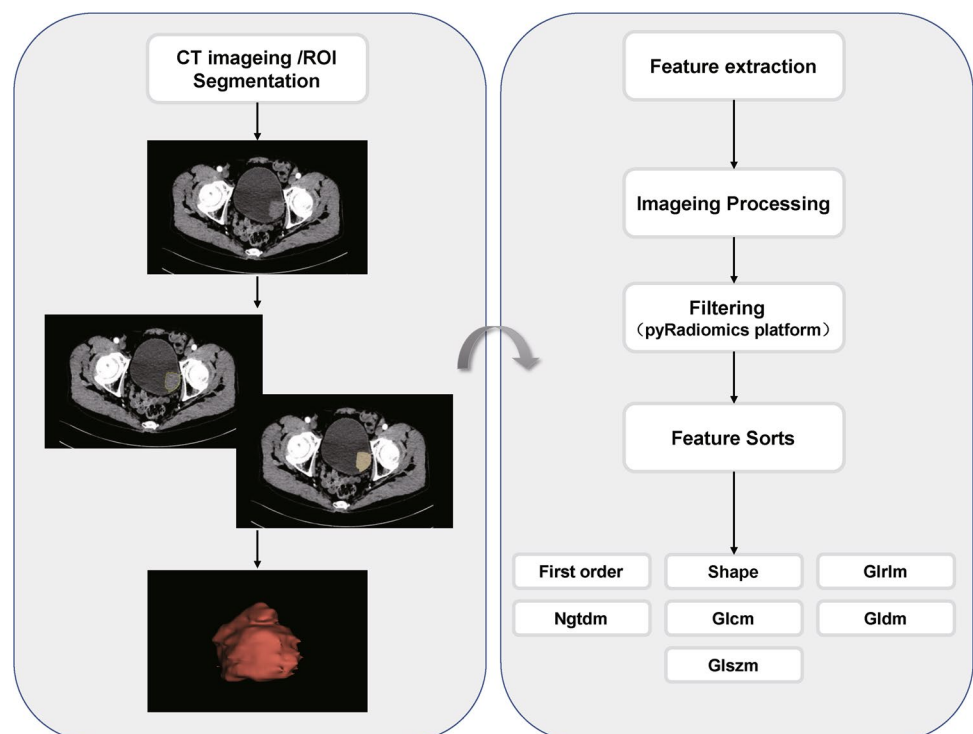 CT imageing /ROI
Segmentation
Feature extraction
Imageing Processing
Filtering
（pyRadiomics platform）
Feature Sorts
First order
Shape
Glrlm
Ngtdm
Glcm
Gldm
Glszm